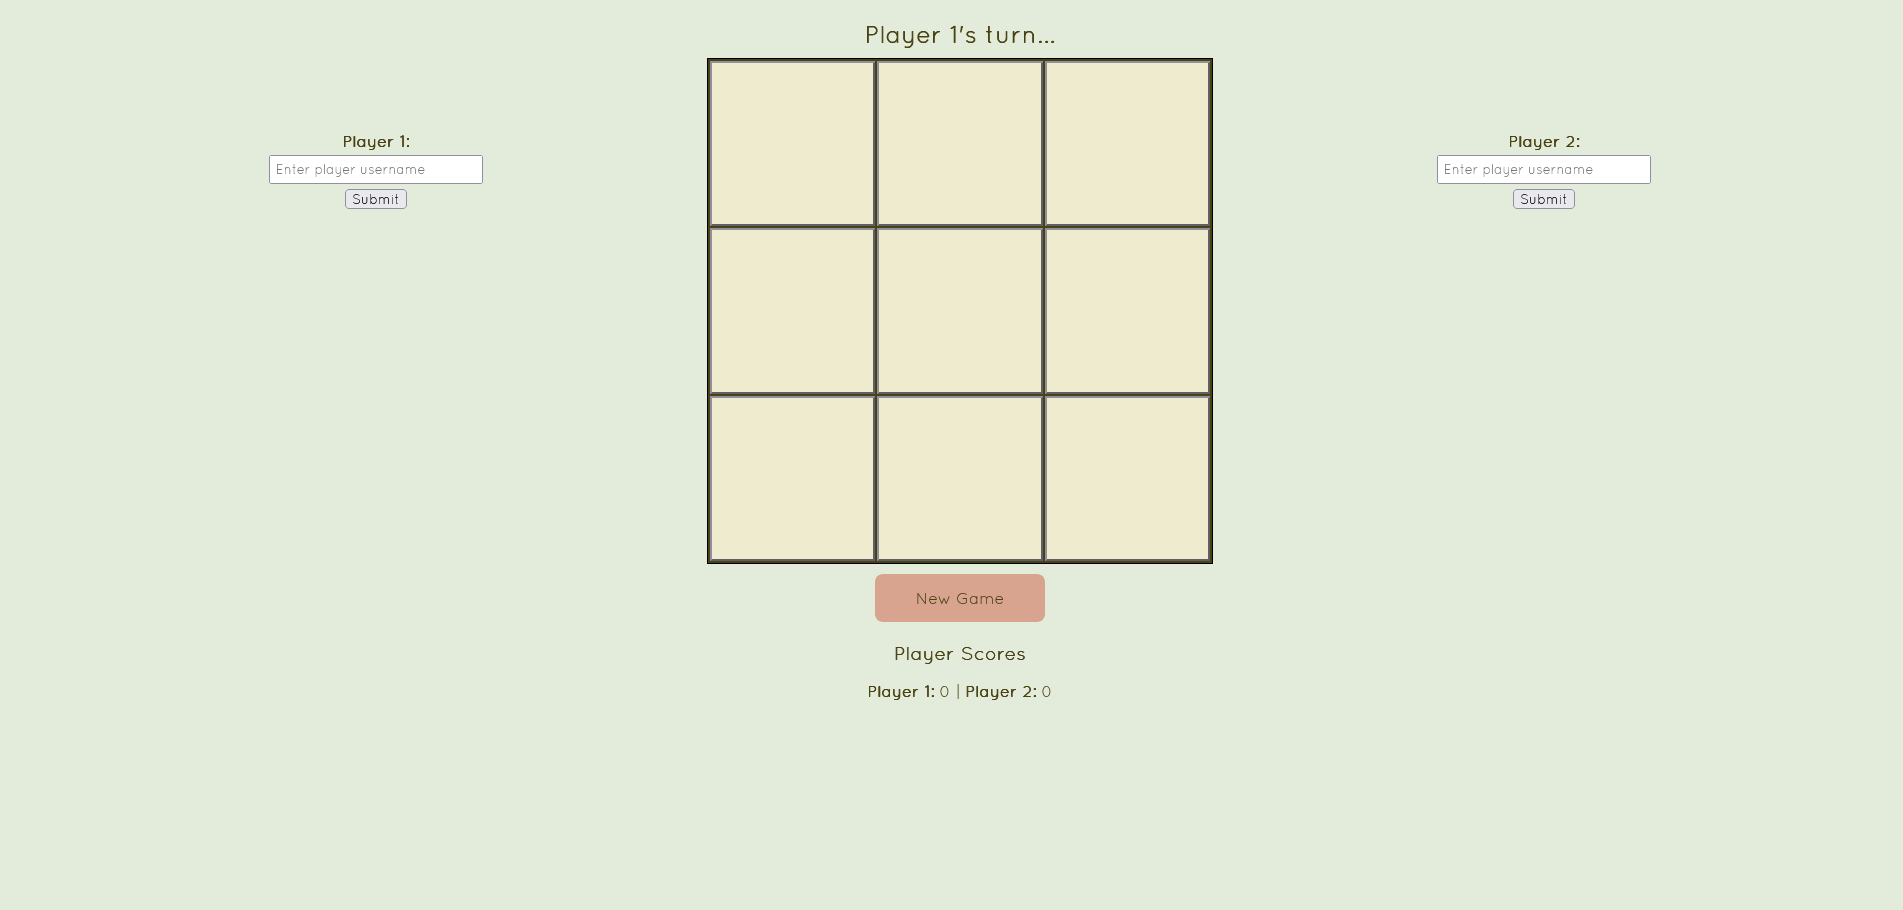 Player 1's turn...
Player 1:
Enter player username
Submit
Player 2:
Enter player username
Submit
New Game
Player Scores
Player 1: 0 | Player 2: 0